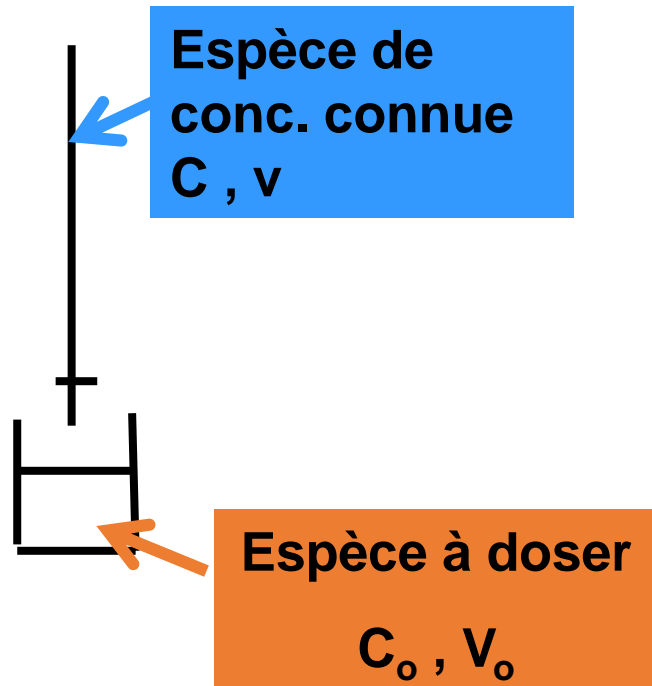 Espèce de
conc. connue
C , v
Espèce à doser
Cₒ , Vₒ